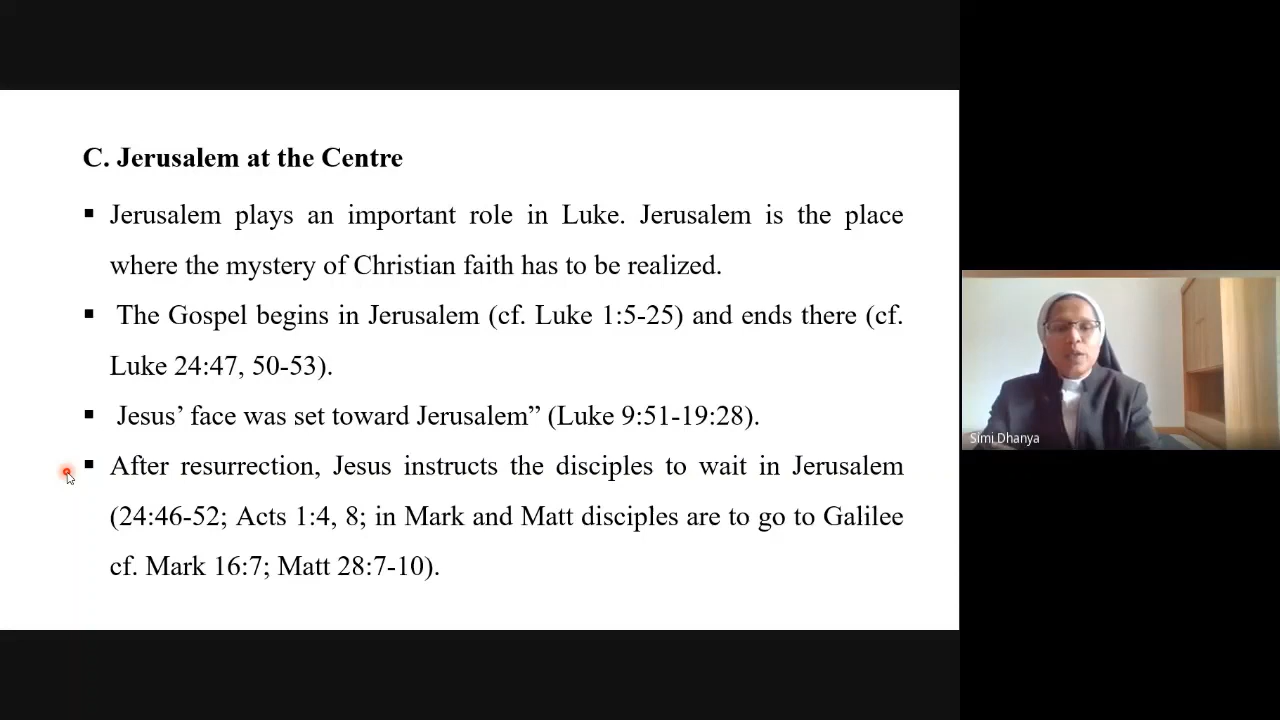 C. Jerusalem at the Centre
▪ Jerusalem plays an important role in Luke. Jerusalem is the place
where the mystery of Christian faith has to be realized.
▪ The Gospel begins in Jerusalem (cf. Luke 1:5-25) and ends there (cf.
Luke 24:47, 50-53).
▪ Jesus’ face was set toward Jerusalem” (Luke 9:51-19:28).
▪ After resurrection, Jesus instructs the disciples to wait in Jerusalem
(24:46-52; Acts 1:4, 8; in Mark and Matt disciples are to go to Galilee
cf. Mark 16:7; Matt 28:7-10).
Simi Dhanya